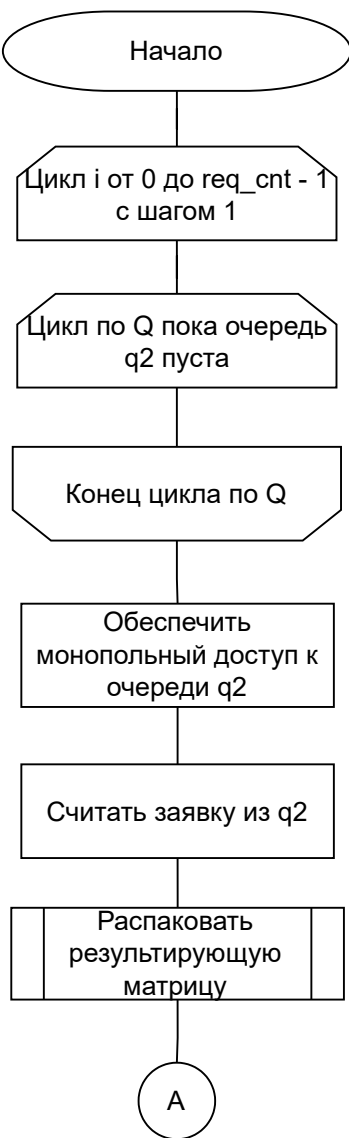 Начало
Цикл i от 0 до req_cnt - 1
с шагом 1
Цикл по Q пока очередь
q2 пуста
Конец цикла по Q
Обеспечить
монопольный доступ к
очереди q2
Считать заявку из q2
Распаковать
результирующую
матрицу
А